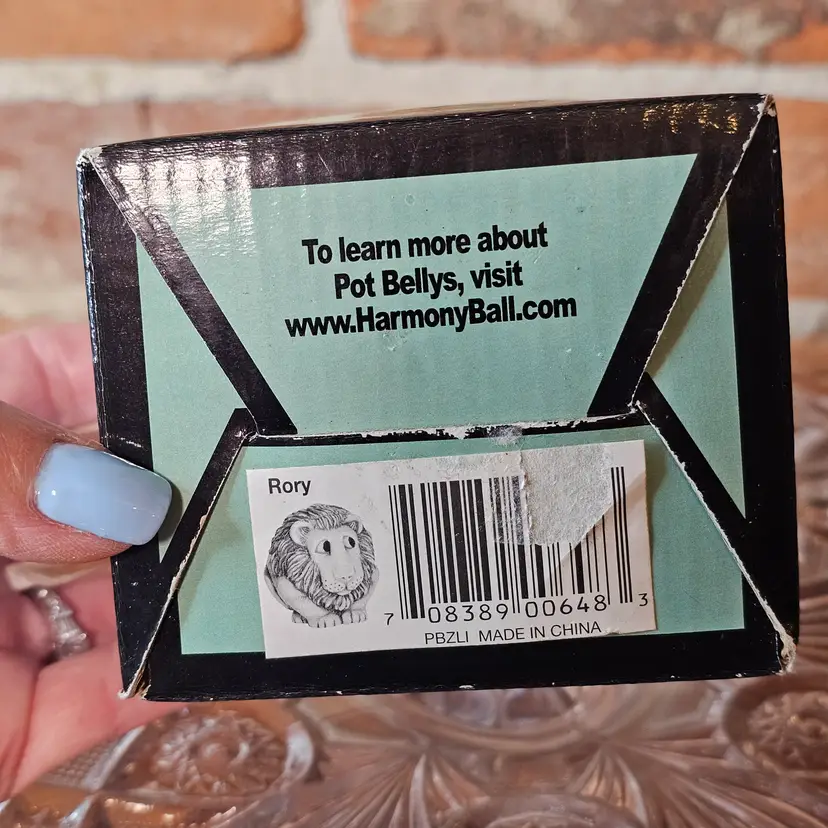 To learn more about
Pot Bellys, visit
www.HarmonyBall.com
Rory
7 08389 00648 3
PBZLI MADE IN CHINA